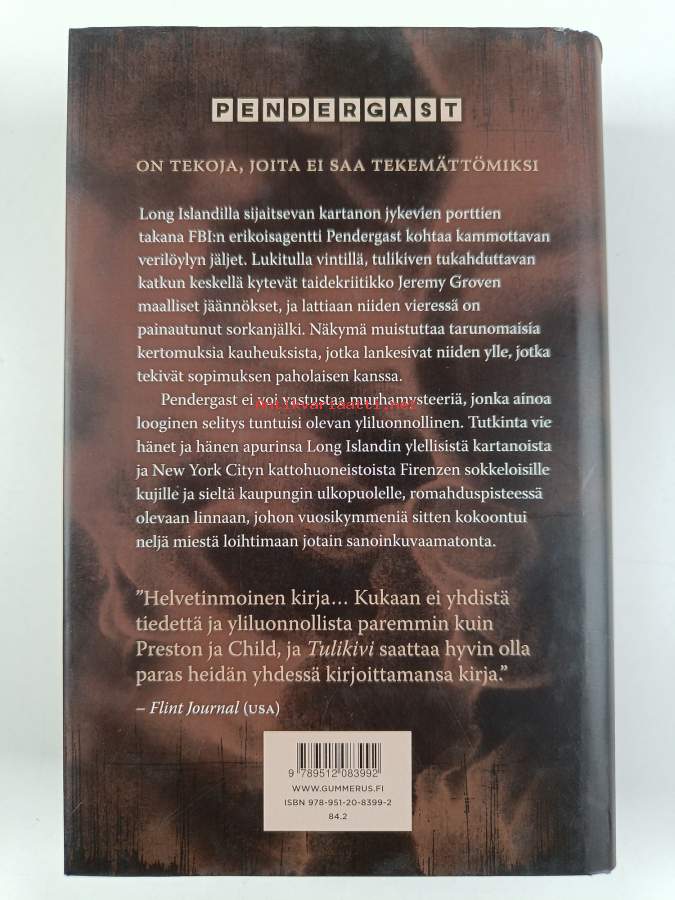 PENDERGAST
ON TEKOJA, JOITA EI SAA TEKEMÄTTÖMIKSI
Long Islandilla sijaitsevan kartanon jykevien porttien
takana FBI:n erikoisagentti Pendergast kohtaa kammottavan
verilöylyn jäljet. Lukitulla vintillä, tulikiven tukahduttavan
katkun keskellä kytevät taidekriitikko Jeremy Groven
maalliset jäännökset, ja lattiaan niiden vieressä on
painautunut sorkanjälki. Näkymä muistuttaa tarunomaisia
kertomuksia kauheuksista, jotka lankesivat niiden ylle, jotka
tekivät sopimuksen paholaisen kanssa.
Pendergast ei voi vastustaa murhamysteeriä, jonka ainoa
antikvariaatti.net
looginen selitys tuntuisi olevan yliluonnollinen. Tutkinta vie
hänet ja hänen apurinsa Long Islandin ylellisistä kartanoista
ja New York Cityn kattohuoneistoista Firenzen sokkeloisille
kujille ja sieltä kaupungin ulkopuolelle, romahduspisteessä
olevaan linnaan, johon vuosikymmeniä sitten kokoontui
neljä miestä loihtimaan jotain sanoinkuvaamatonta.
”Helvetinmoinen kirja… Kukaan ei yhdistä
tiedettä ja yliluonnollista paremmin kuin
Preston ja Child, ja Tulikivi saattaa hyvin olla
paras heidän yhdessä kirjoittamansa kirja.”
– Flint Journal (USA)
9 789512 083992
WWW.GUMMERUS.FI
ISBN 978-951-20-8399-2
84.2